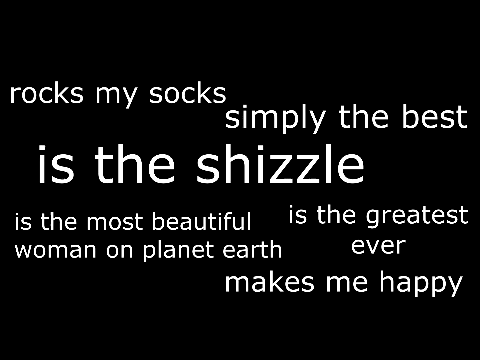 rocks my socks
simply the best
is the shizzle
is the most beautiful
woman on planet earth
is the greatest
ever
makes me happy